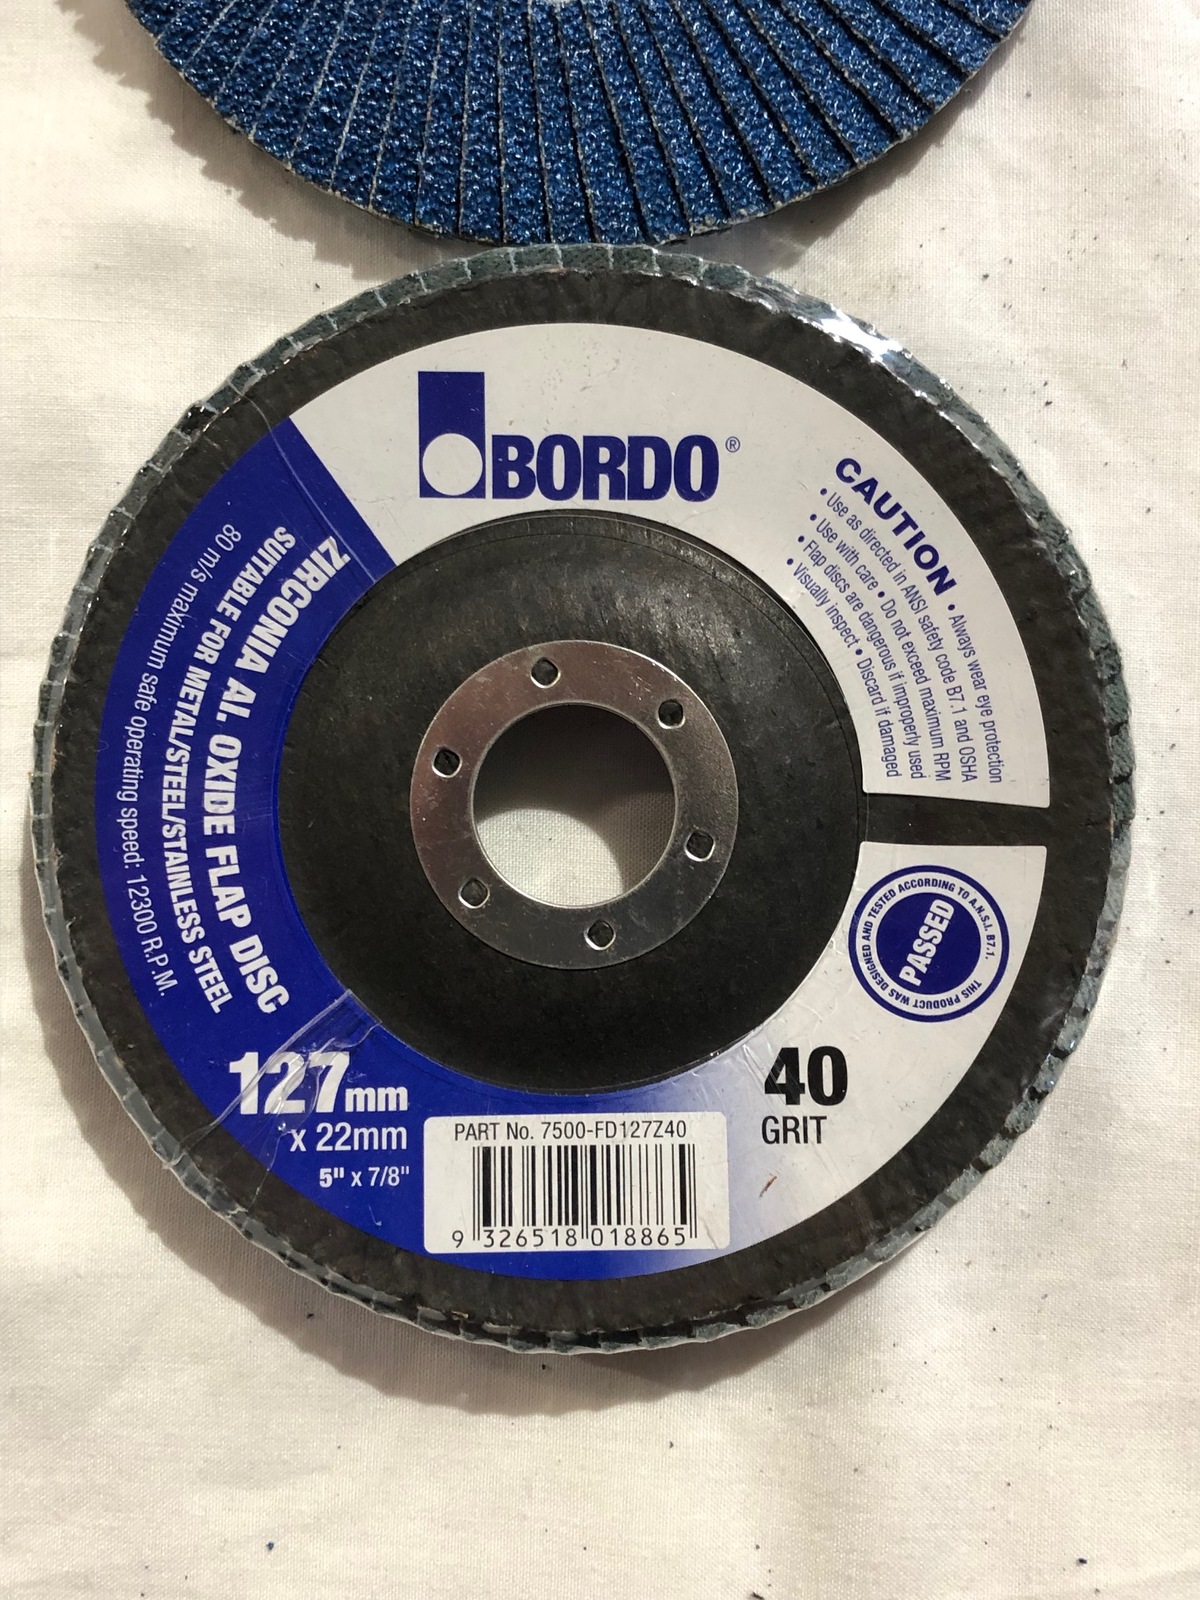 BORDO®
CAUTION • Always wear eye protection
• Use as directed in ANSI safety code B7.1 and OSHA
• Use with care • Do not exceed maximum RPM
• Flap discs are dangerous if improperly used
• Visually inspect • Discard if damaged
ZIRCONIA Al. OXIDE FLAP DISC
SUITABLE FOR METAL/STEEL/STAINLESS STEEL
80 m/s maximum safe operating speed: 12300 R.P.M.
THIS PRODUCT WAS DESIGNED AND TESTED ACCORDING TO A.N.S.I. B7.1.
PASSED
127mm
x 22mm
5" x 7/8"
40
GRIT
PART No. 7500-FD127Z40
9 326518 018865